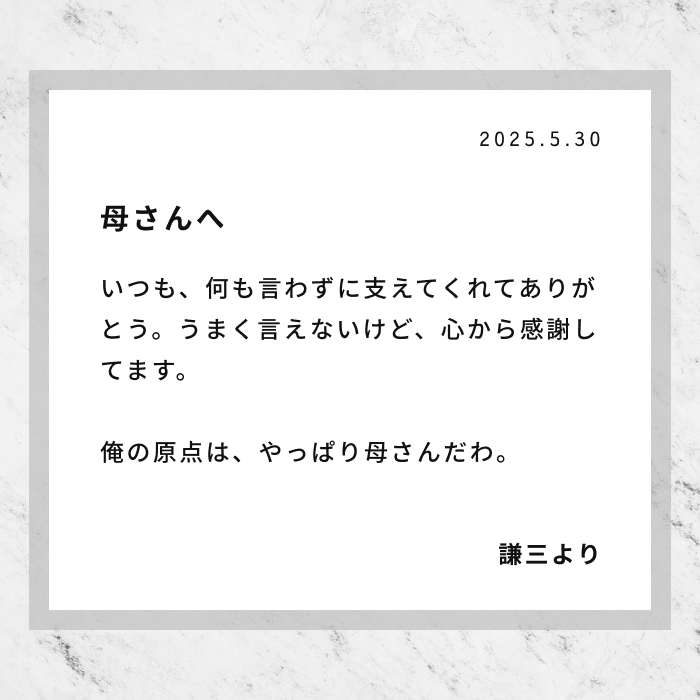 2025.5.30
母さんへ
いつも、何も言わずに支えてくれてありが
とう。うまく言えないけど、心から感謝し
てます。
俺の原点は、やっぱり母さんだわ。
謙三より